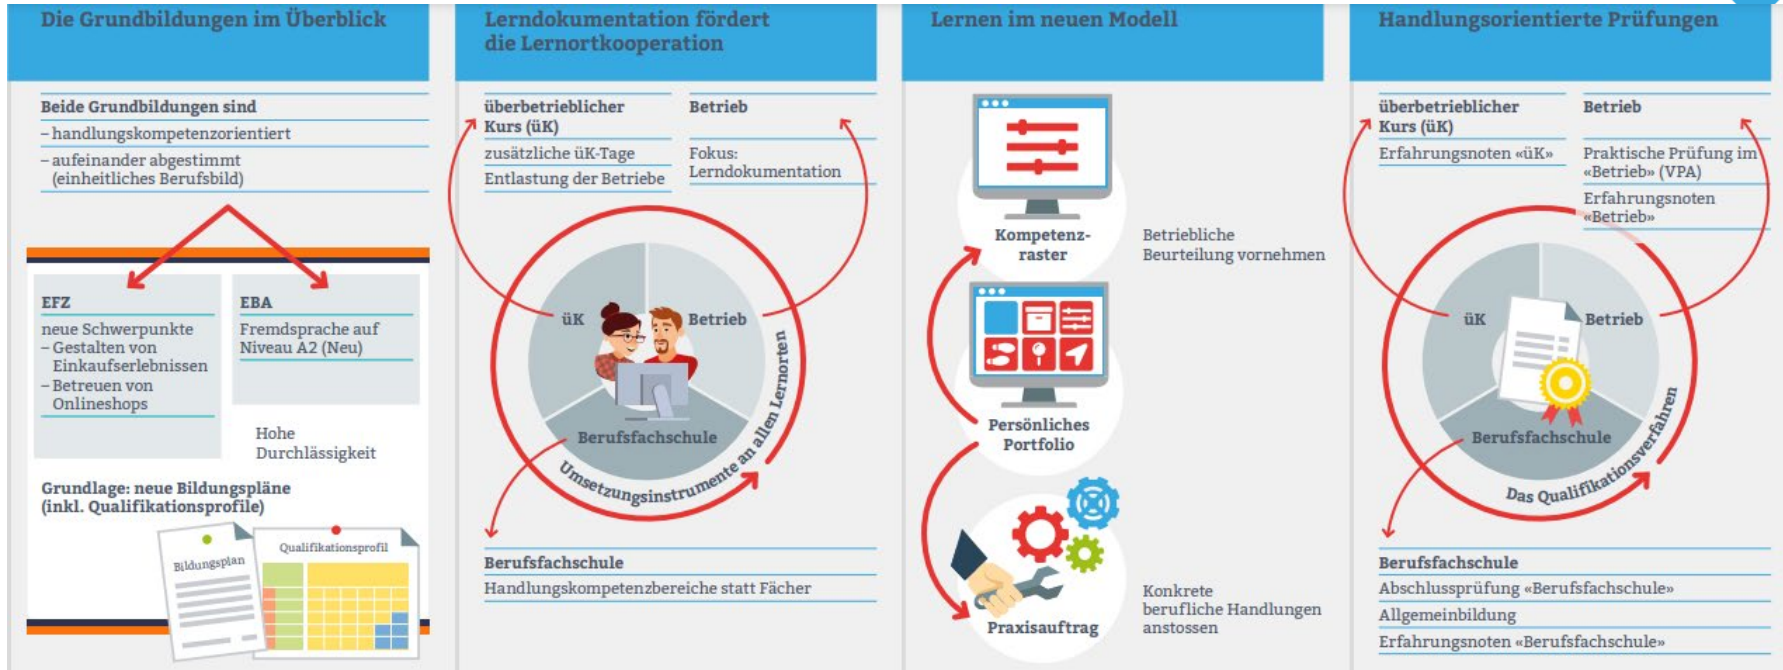 Die Grundbildungen im Überblick
Beide Grundbildungen sind
– handlungskompetenzorientiert
– aufeinander abgestimmt
(einheitliches Berufsbild)
EFZ
neue Schwerpunkte
– Gestalten von
Einkaufserlebnissen
– Betreuen von
Onlineshops
EBA
Fremdsprache auf
Niveau A2 (Neu)
Hohe
Durchlässigkeit
Grundlage: neue Bildungspläne
(inkl. Qualifikationsprofile)
Bildungsplan
Qualifikationsprofil
Lerndokumentation fördert
die Lernortkooperation
überbetrieblicher
Kurs (üK)
zusätzliche üK-Tage
Entlastung der Betriebe
Betrieb
Fokus:
Lerndokumentation
üK
Betrieb
Berufsfachschule
Umsetzungsinstrumente an allen Lernorten
Berufsfachschule
Handlungskompetenzbereiche statt Fächer
Lernen im neuen Modell
Kompetenz-
raster
Betriebliche
Beurteilung vornehmen
Persönliches
Portfolio
Praxisauftrag
Konkrete
berufliche Handlungen
anstossen
Handlungsorientierte Prüfungen
überbetrieblicher
Kurs (üK)
Erfahrungsnoten «üK»
Betrieb
Praktische Prüfung im
«Betrieb» (VPA)
Erfahrungsnoten
«Betrieb»
üK
Betrieb
Berufsfachschule
Das Qualifikationsverfahren
Berufsfachschule
Abschlussprüfung «Berufsfachschule»
Allgemeinbildung
Erfahrungsnoten «Berufsfachschule»